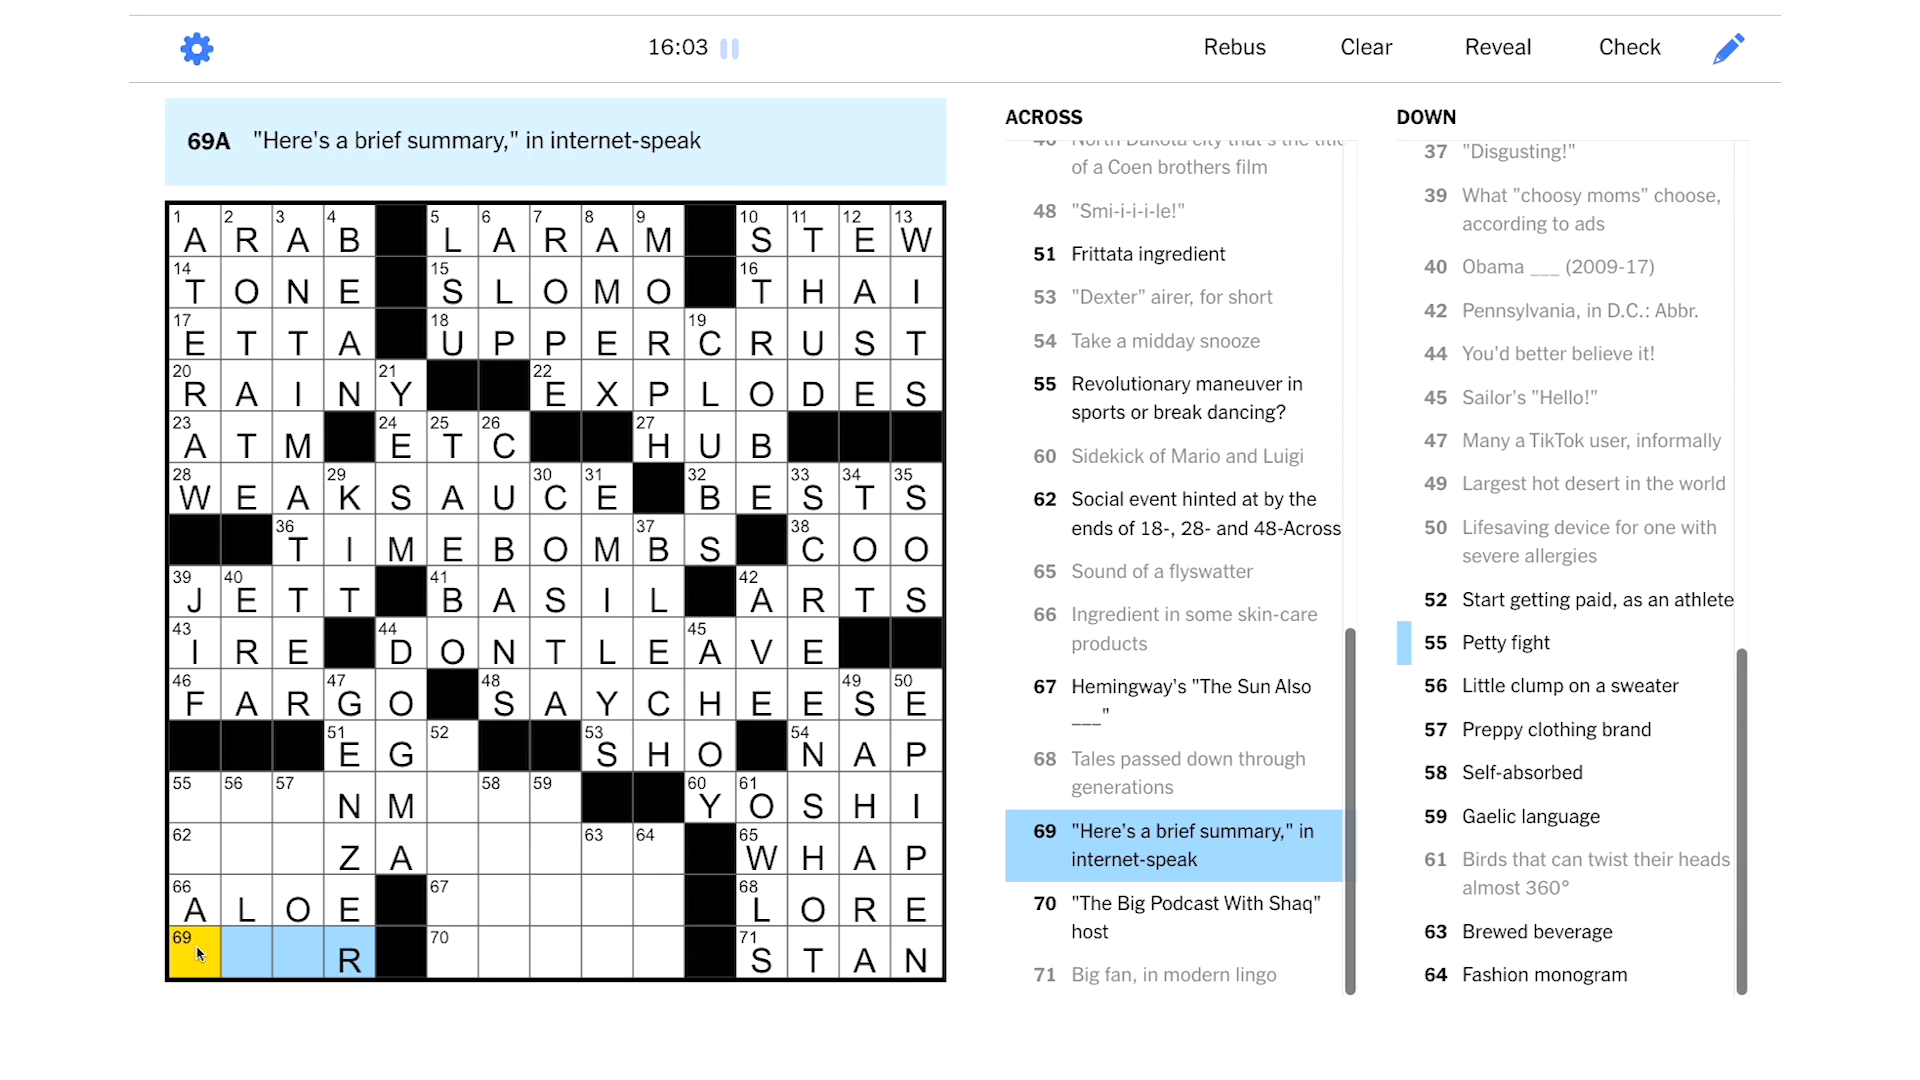 16:03
Rebus Clear Reveal Check
69A "Here's a brief summary," in internet-speak
1 2 3 4 5 6 7 8 9 10 11 12 13
A R A B L A R A M S T E W
14 15 16
T O N E S L O M O T H A I
17 18 19
E T T A U P P E R C R U S T
20 21 22
R A I N Y E X P L O D E S
23 24 25 26 27
A T M E T C H U B
28 29 30 31 32 33 34 35
W E A K S A U C E B E S T S
36 37 38
T I M E B O M B S C O O
39 40 41 42
J E T T B A S I L A R T S
43 44 45
I R E D O N T L E A V E
46 47 48 49 50
F A R G O S A Y C H E E S E
51 52 53 54
E G S H O N A P
55 56 57 58 59 60 61
N M Y O S H I
62 63 64 65
Z A W H A P
66 67 68
A L O E L O R E
69 70 71
R S T A N
ACROSS
46 North Dakota city that's the title
of a Coen brothers film
48 "Smi-i-i-i-le!"
51 Frittata ingredient
53 "Dexter" airer, for short
54 Take a midday snooze
55 Revolutionary maneuver in
sports or break dancing?
60 Sidekick of Mario and Luigi
62 Social event hinted at by the
ends of 18-, 28- and 48-Across
65 Sound of a flyswatter
66 Ingredient in some skin-care
products
67 Hemingway's "The Sun Also
___"
68 Tales passed down through
generations
69 "Here's a brief summary," in
internet-speak
70 "The Big Podcast With Shaq"
host
71 Big fan, in modern lingo
DOWN
37 "Disgusting!"
39 What "choosy moms" choose,
according to ads
40 Obama ___ (2009-17)
42 Pennsylvania, in D.C.: Abbr.
44 You'd better believe it!
45 Sailor's "Hello!"
47 Many a TikTok user, informally
49 Largest hot desert in the world
50 Lifesaving device for one with
severe allergies
52 Start getting paid, as an athlete
55 Petty fight
56 Little clump on a sweater
57 Preppy clothing brand
58 Self-absorbed
59 Gaelic language
61 Birds that can twist their heads
almost 360°
63 Brewed beverage
64 Fashion monogram